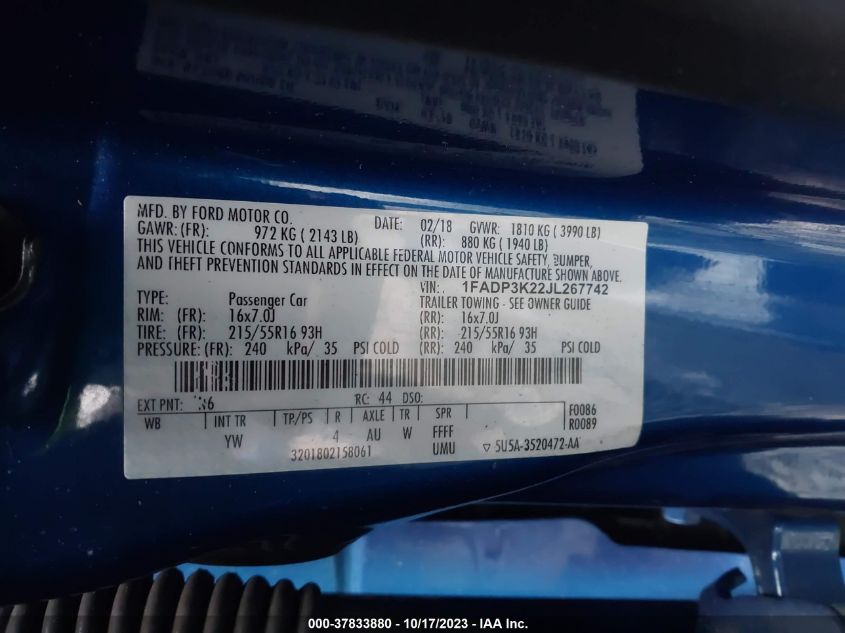 MFD. BY FORD MOTOR CO.
DATE: 02/18 GVWR: 1810 KG ( 3990 LB)
GAWR: (FR): 972 KG ( 2143 LB) (RR): 880 KG ( 1940 LB)
THIS VEHICLE CONFORMS TO ALL APPLICABLE FEDERAL MOTOR VEHICLE SAFETY, BUMPER,
AND THEFT PREVENTION STANDARDS IN EFFECT ON THE DATE OF MANUFACTURE SHOWN ABOVE.
VIN: 1FADP3K22JL267742
TYPE: Passenger Car TRAILER TOWING - SEE OWNER GUIDE
RIM: (FR): 16x7.0J (RR): 16x7.0J
TIRE: (FR): 215/55R16 93H (RR): 215/55R16 93H
PRESSURE: (FR): 240 kPa/ 35 PSI COLD (RR): 240 kPa/ 35 PSI COLD
EXT PNT: RC: 44 DSO:
WB INT TR TP/PS R AXLE TR SPR F0086
R0089
YW 4 AU W FFFF
3201802158061 UMU ▽ 5U5A-3520472-AA
000-37833880 - 10/17/2023 - IAA Inc.